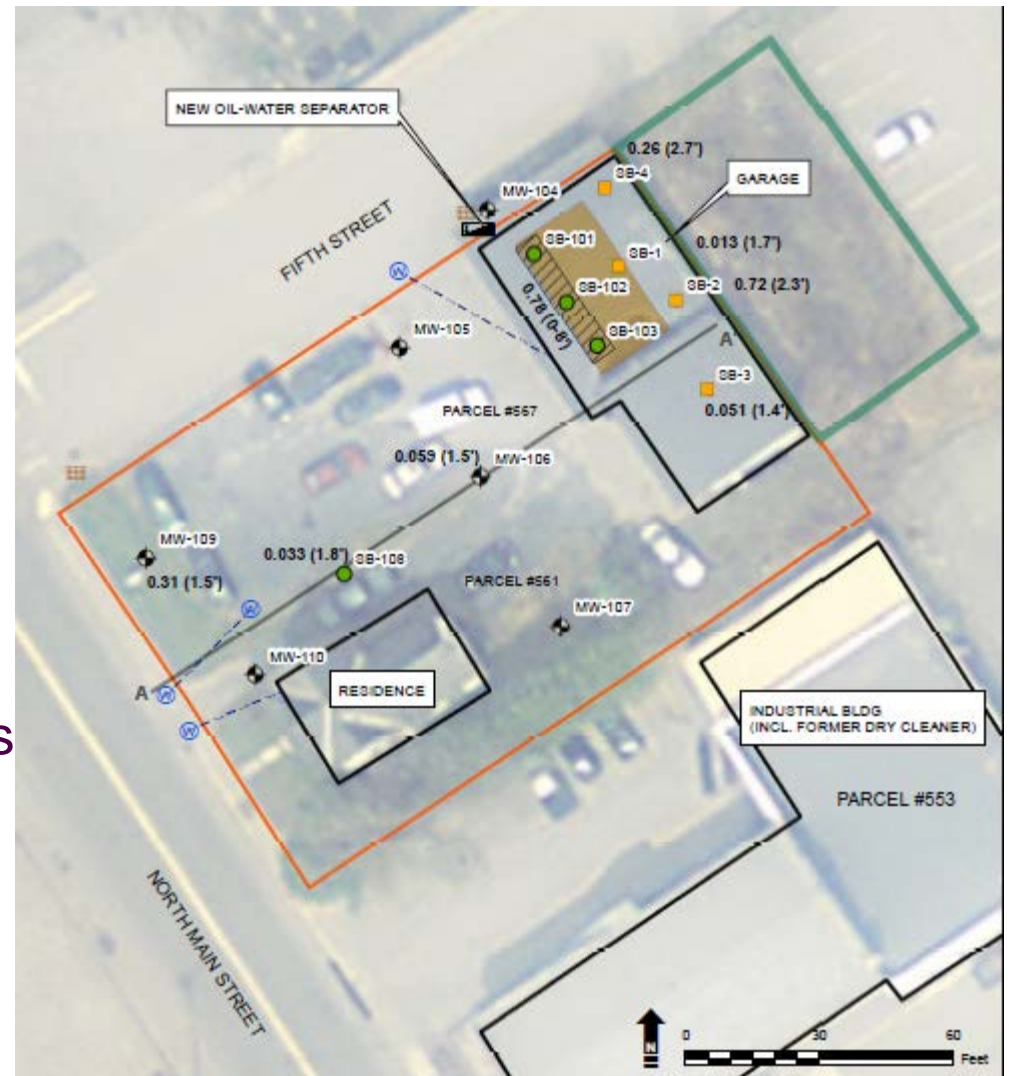 NEW OIL-WATER SEPARATOR
0.26 (2.7')
SB-4
GARAGE
MW-104
FIFTH STREET
SB-101
SB-1
0.013 (1.7')
SB-2
0.72 (2.3')
SB-102
0.78 (0-8')
SB-103
W
MW-105
A'
SB-3
0.051 (1.4')
PARCEL #567
0.059 (1.5')
MW-106
MW-109
0.31 (1.5')
0.033 (1.8')
SB-108
PARCEL #561
W
MW-107
MW-110
A
W
RESIDENCE
s
W
INDUSTRIAL BLDG
(INCL. FORMER DRY CLEANER)
PARCEL #553
NORTH MAIN STREET
N
0 30 60
Feet